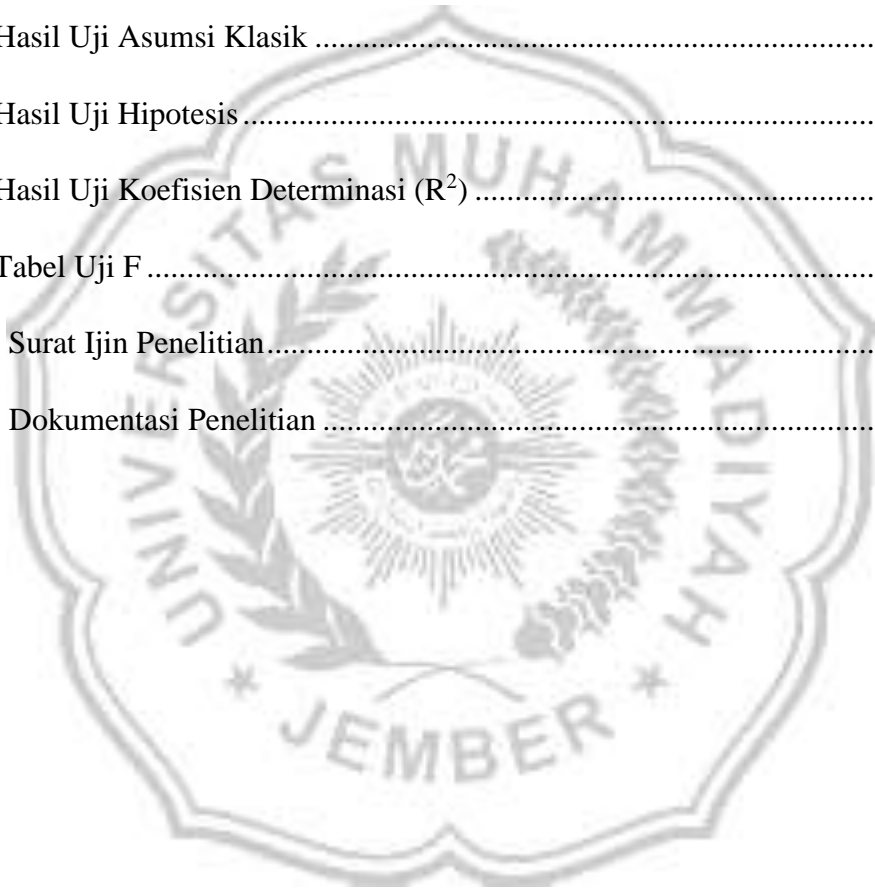 Hasil Uji Asumsi Klasik ........................................................................
Hasil Uji Hipotesis ................................................................................
Hasil Uji Koefisien Determinasi (R²) ..................................................
Tabel Uji F ............................................................................................
Surat Ijin Penelitian .............................................................................
Dokumentasi Penelitian .....................................................................
UNIVERSITAS MUHAMMADIYAH
* JEMBER *